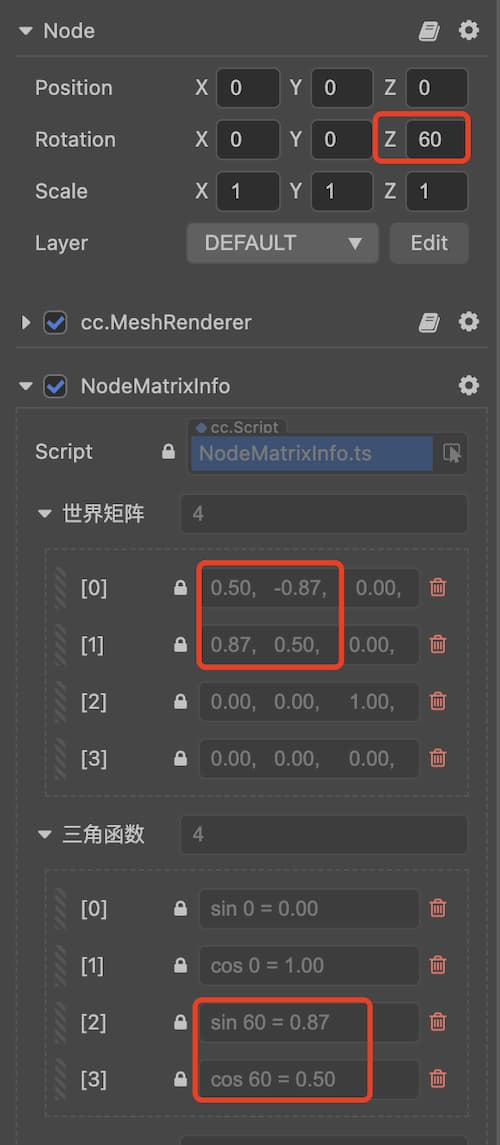 Node
Position X 0 Y 0 Z 0
Rotation X 0 Y 0 Z 60
Scale X 1 Y 1 Z 1
Layer DEFAULT Edit
cc.MeshRenderer
NodeMatrixInfo
cc.Script
Script NodeMatrixInfo.ts
世界矩阵 4
[0] 0.50, -0.87, 0.00,
[1] 0.87, 0.50, 0.00,
[2] 0.00, 0.00, 1.00,
[3] 0.00, 0.00, 0.00,
三角函数 4
[0] sin 0 = 0.00
[1] cos 0 = 1.00
[2] sin 60 = 0.87
[3] cos 60 = 0.50